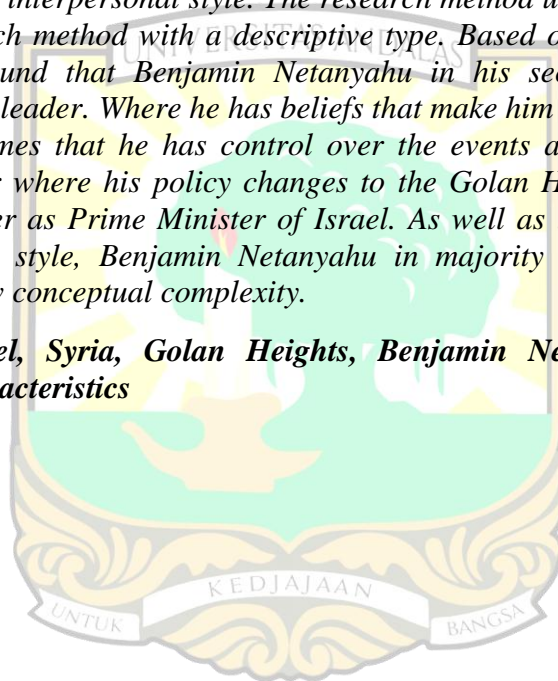 interpersonal style. The research method u
ch method with a descriptive type. Based o
und that Benjamin Netanyahu in his sec
leader. Where he has beliefs that make him
mes that he has control over the events a
where his policy changes to the Golan H
er as Prime Minister of Israel. As well as
style, Benjamin Netanyahu in majority
conceptual complexity.
el, Syria, Golan Heights, Benjamin Ne
acteristics
UNIVERSITAS ANDALAS
KEDJAJAAN
UNTUK
BANGSA